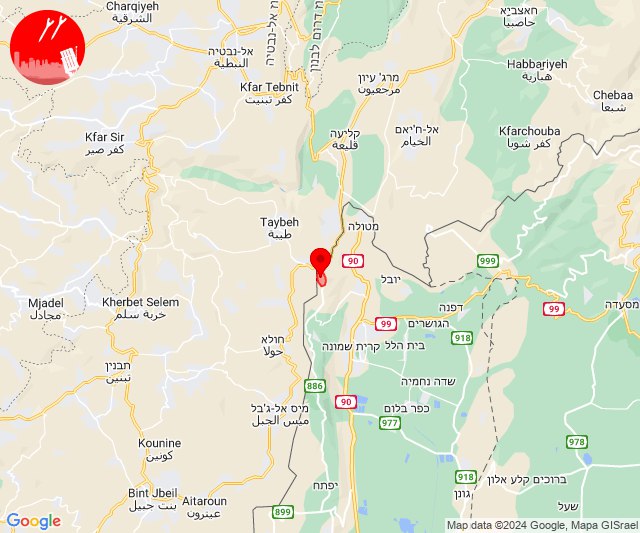 Charqiyeh
الشرقية
אל-נבטיה
النبطية
ﺯ אל-נבטיה
ﺯ דרום לבנון
חאצביא
حاصبيا
Habbariyeh
هبارية
Chebaa
شبعا
Kfar Tebnit
كفر تبنيت
מרג' עיון
مرجعيون
Kfar Sir
كفر صير
קליעה
قليعة
אל-ח'יאם
الخيام
Kfarchouba
كفر شوبا
Taybeh
طيبة
מטולה
90
999
יובל
Mjadel
مجادل
Kherbet Selem
خربة سلم
דפנה
99
מסעדה
הגושרים
99
חולא
حولا
קרית שמונה
בית הלל
918
תבנין
تبنين
886
שדה נחמיה
90
כפר בלום
מיס אל-ג'בל
ميس الجبل
977
Kounine
كونين
978
918
ברוכים קלע אלון
גונן
יפתח
Bint Jbeil
بنت جبيل
Aitaroun
عيترون
899
שעל
Google
Map data ©2024 Google, Mapa GISrael